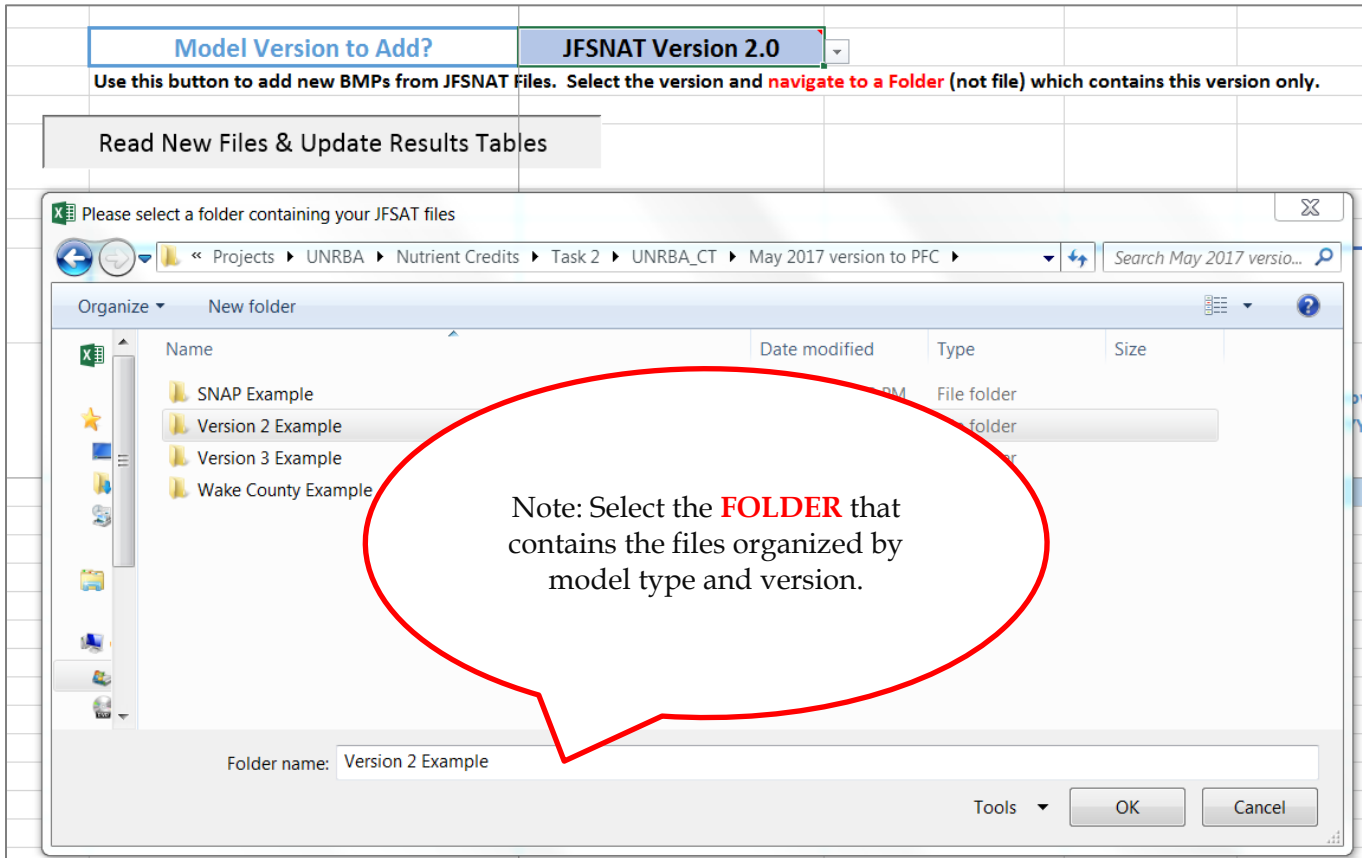 Model Version to Add? JFSNAT Version 2.0
Use this button to add new BMPs from JFSNAT Files. Select the version and navigate to a Folder (not file) which contains this version only.
Read New Files & Update Results Tables
Please select a folder containing your JFSAT files
« Projects ▸ UNRBA ▸ Nutrient Credits ▸ Task 2 ▸ UNRBA_CT ▸ May 2017 version to PFC ▸ Search May 2017 versio...
Organize New folder
Name Date modified Type Size
SNAP Example PM File folder
Version 2 Example folder
Version 3 Example
Wake County Example
Note: Select the FOLDER that
contains the files organized by
model type and version.
Folder name: Version 2 Example
Tools OK Cancel